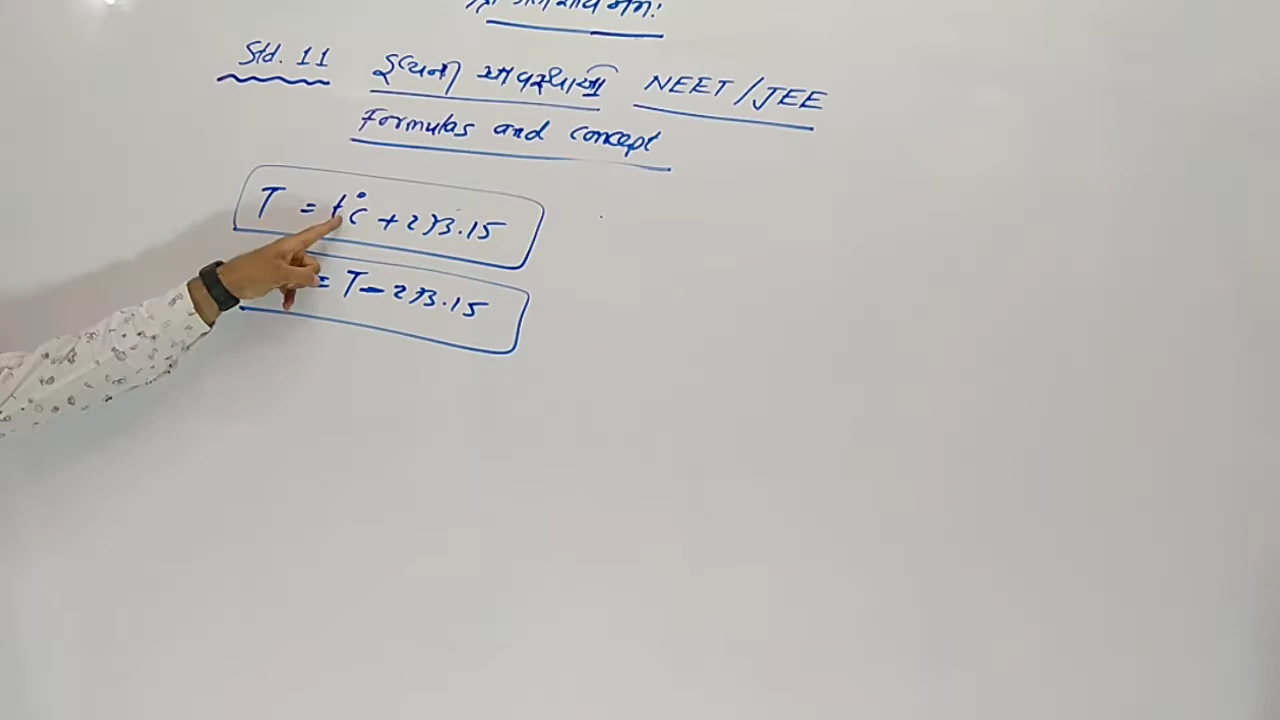 Std. 11 દ્રવ્યની અવસ્થાઓ NEET/JEE
Formulas and concept
T = t°C + 273.15
= T - 273.15